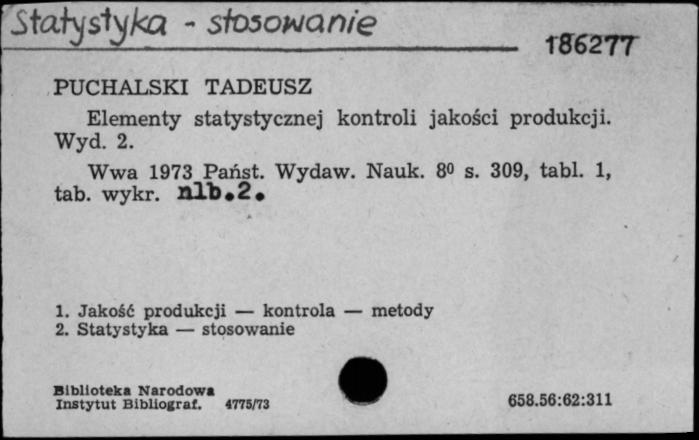 Statystyka - stosowanie
186277
PUCHALSKI TADEUSZ
Elementy statystycznej kontroli jakości produkcji.
Wyd. 2.
Wwa 1973 Państ. Wydaw. Nauk. 8⁰ s. 309, tabl. 1,
tab. wykr. nlb.2.
1. Jakość produkcji — kontrola — metody
2. Statystyka — stosowanie
Biblioteka Narodowa
Instytut Bibliograf. 4775/73
658.56:62:311